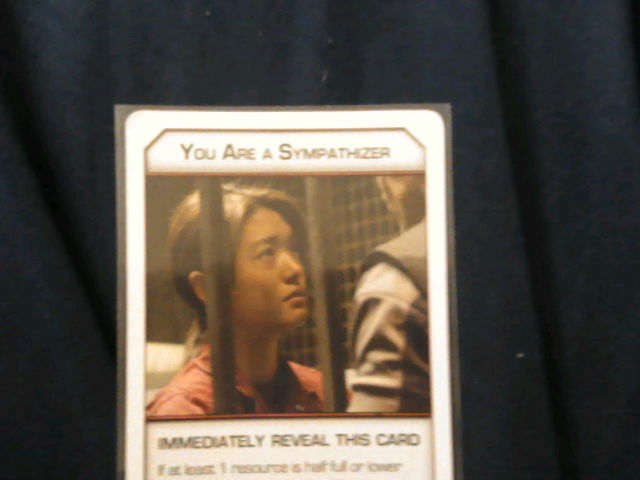 You Are a Sympathizer
IMMEDIATELY REVEAL THIS CARD
If at least 1 resource is half full or lower